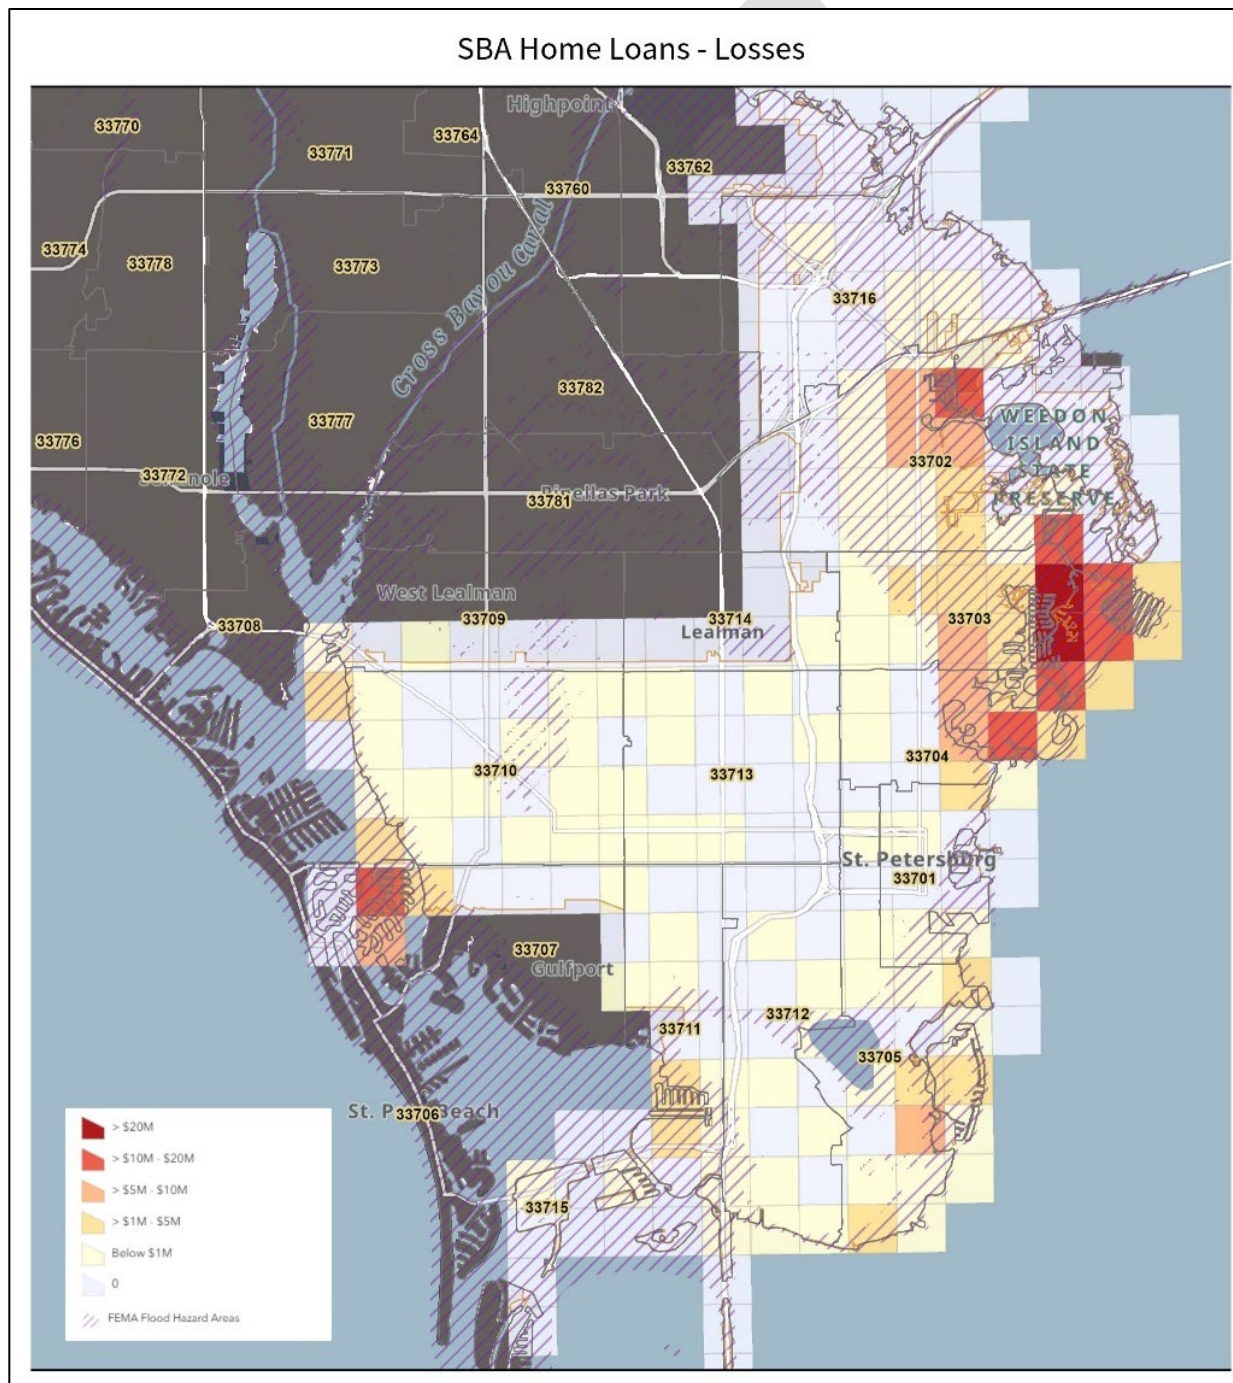 SBA Home Loans - Losses
Highpoint
33770
33771
33764
33762
33760
33774
33778
33773
Cross Bayou Canal
33716
33782
33777
WEEDON
ISLAND
STATE
PRESERVE
33776
33702
33772
33781
Pinellas Park
West Lealman
33708
33709
33714
Lealman
33703
33710
33713
33704
St. Petersburg
33701
33707
Gulfport
33711
33712
33705
St. Beach
33706
33715
> $20M
> $10M - $20M
> $5M - $10M
> $1M - $5M
Below $1M
0
FEMA Flood Hazard Areas